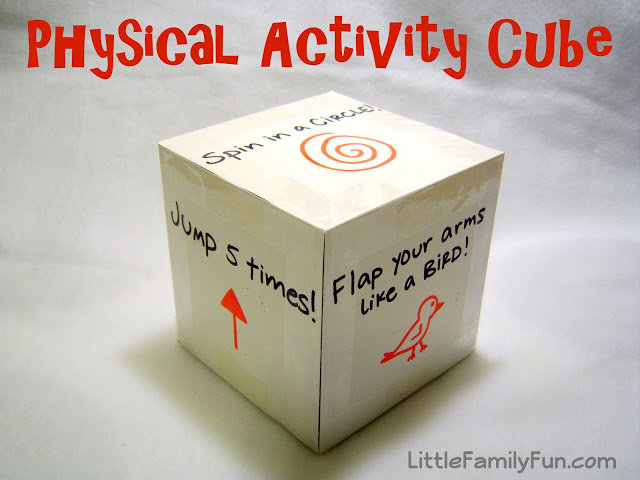 Physical Activity Cube
Spin in a CiRCLE!
Jump 5 times!
Flap your arms
like a BiRD!
LittleFamilyFun.com